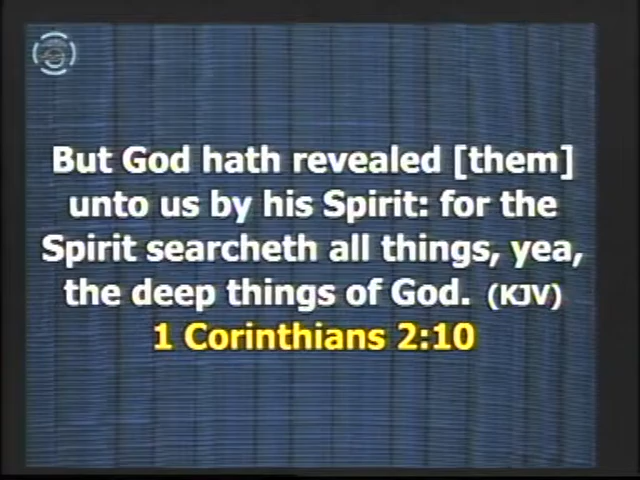 But God hath revealed [them]
unto us by his Spirit: for the
Spirit searcheth all things, yea,
the deep things of God. (KJV)
1 Corinthians 2:10